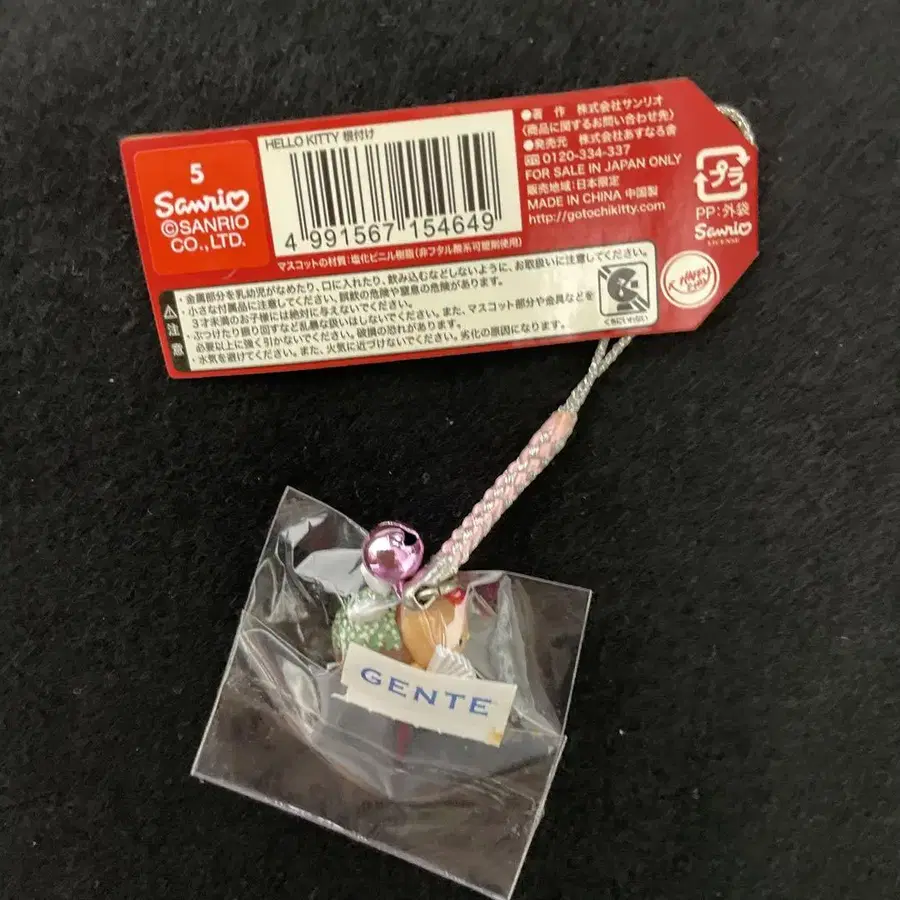 5
Sanrio
©SANRIO
CO.,LTD.
HELLO KITTY 根付け
4 991567 154649
マスコットの材質：塩化ビニル樹脂（非フタル酸系可塑剤使用）
●著　作　株式会社サンリオ
（商品に関するお問い合わせ先）
●発売元　株式会社あすなろ舎
0120-334-337
FOR SALE IN JAPAN ONLY
販売地域：日本限定
MADE IN CHINA 中国製
http://gotochikitty.com
プラ
PP：外袋
Sanrio
LICENSE
注意
・金属部分を乳幼児がなめたり、口に入れたり、飲み込むなどしないように、お取扱いに注意してください。
・小さな付属品に注意してください。誤飲の危険や窒息の危険があります。
3才未満のお子様には絶対に与えないでください。
・ぶつけたり振り回すなど乱暴な扱いはしないでください。また、マスコット部分や金具などを
必要以上に強く引かないでください。破損の恐れがあります。
・水気を避けてください。また、火気に近づけないでください。劣化の原因になります。
くちにいれない
GENTE